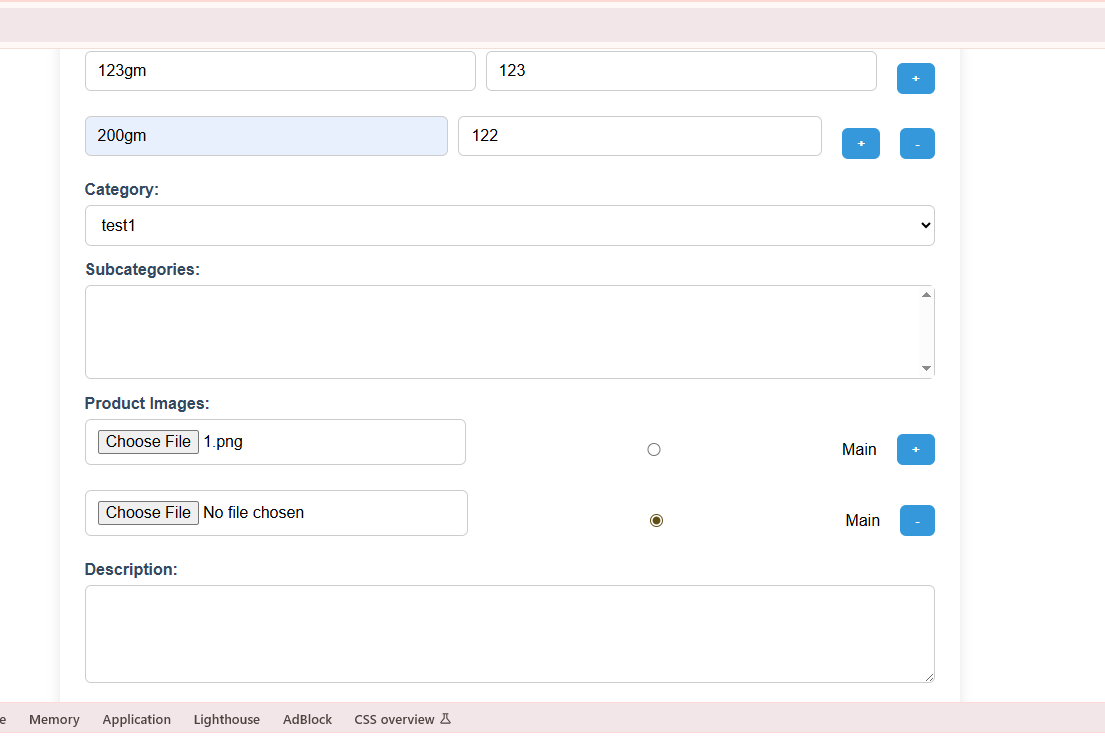 123gm 123 +
200gm 122 + -
Category:
test1
Subcategories:
Product Images:
Choose File 1.png Main +
Choose File No file chosen Main -
Description:
e Memory Application Lighthouse AdBlock CSS overview